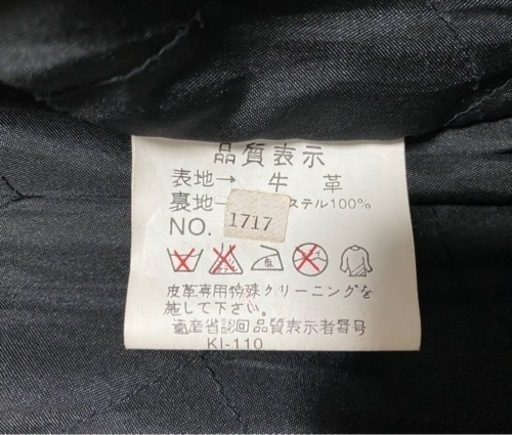 品質表示
表地→ 牛 革
裏地→ ステル100%
NO. 1717
皮革専用特殊クリーニングを
施して下さい。
通産省認回品質表示者番号
KI-110